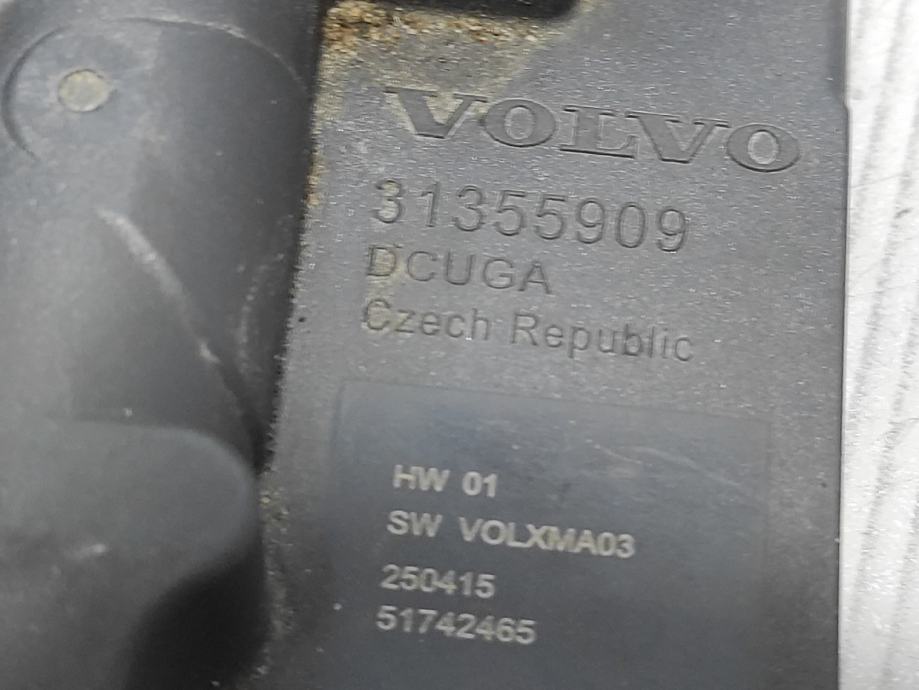 VOLVO
31355909
DCUGA
Czech Republic
HW 01
SW VOLXMA03
250415
51742465